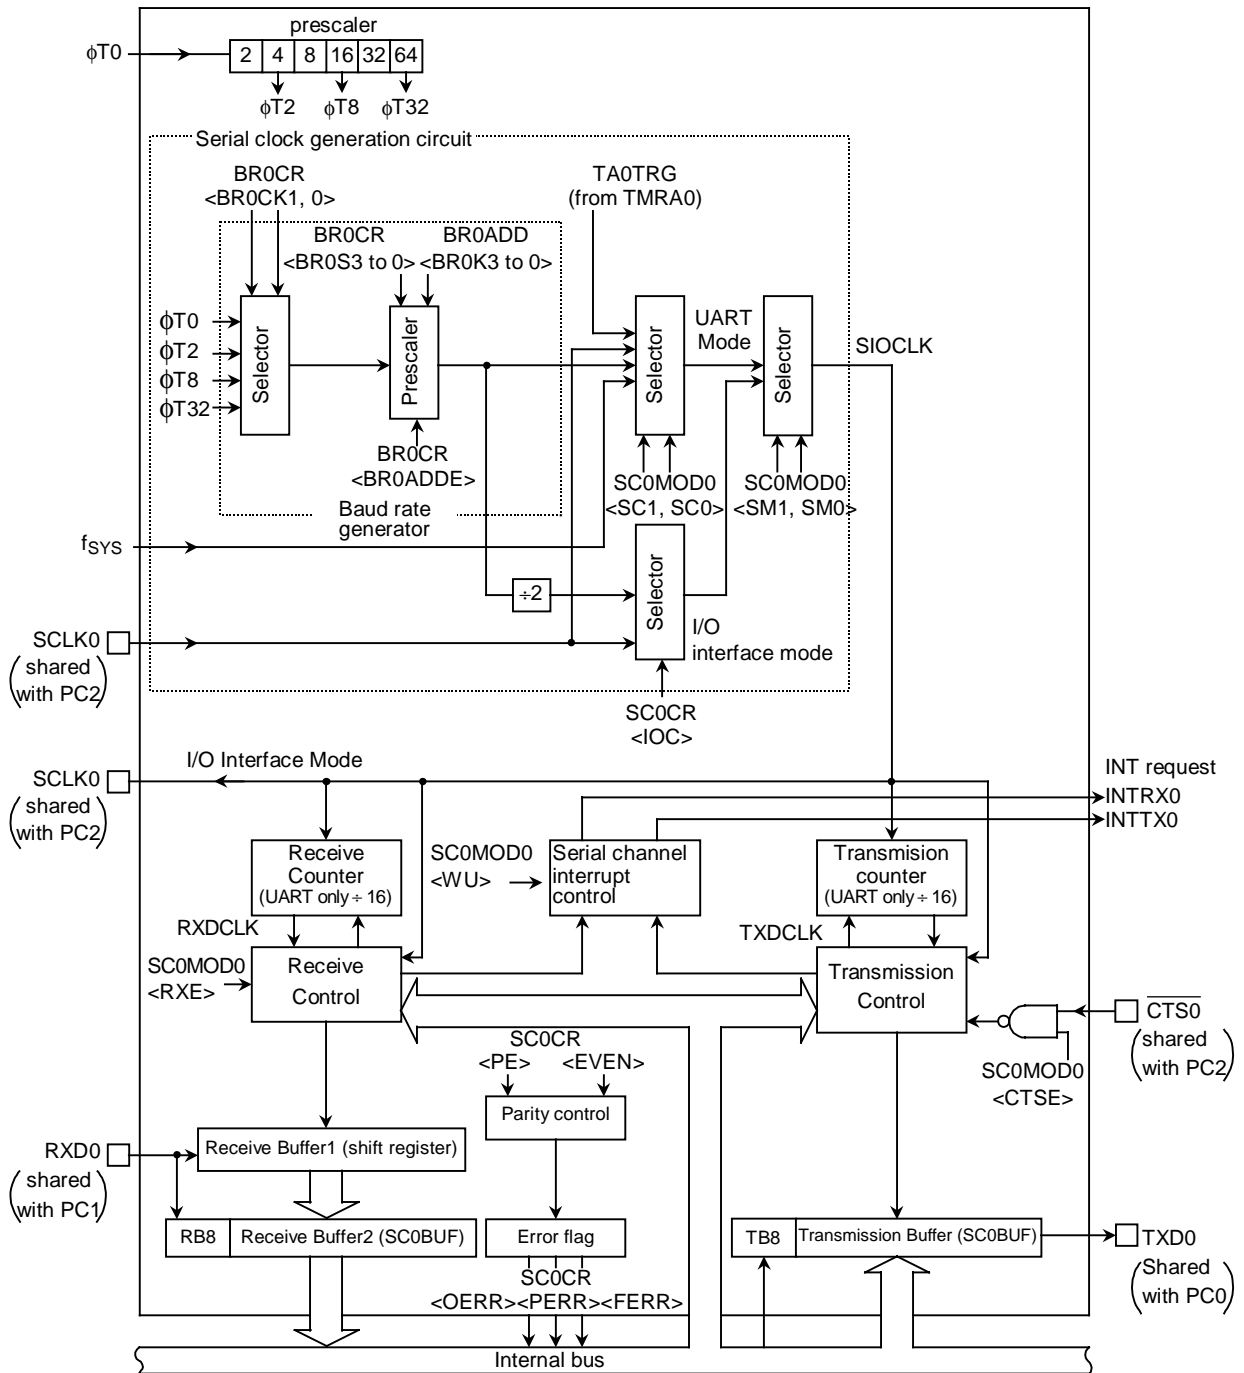 prescaler
ϕT0
2 4 8 16 32 64
ϕT2 ϕT8 ϕT32
Serial clock generation circuit
BR0CR
<BR0CK1, 0>
TA0TRG
(from TMRA0)
BR0CR
<BR0S3 to 0>
BR0ADD
<BR0K3 to 0>
ϕT0
ϕT2
ϕT8
ϕT32
Selector
Prescaler
Selector
UART
Mode
Selector
SIOCLK
BR0CR
<BR0ADDE>
SC0MOD0
<SC1, SC0>
SC0MOD0
<SM1, SM0>
Baud rate
generator
fSYS
÷2
Selector
I/O
interface mode
SCLK0
(shared
with PC2)
SC0CR
<IOC>
SCLK0
(shared
with PC2)
I/O Interface Mode
INT request
INTRX0
INTTX0
Receive
Counter
(UART only ÷ 16)
SC0MOD0
<WU>
Serial channel
interrupt
control
Transmision
counter
(UART only ÷ 16)
RXDCLK
TXDCLK
SC0MOD0
<RXE>
Receive
Control
Transmission
Control
CTS0
(shared
with PC2)
SC0MOD0
<CTSE>
SC0CR
<PE> <EVEN>
Parity control
RXD0
(shared
with PC1)
Receive Buffer1 (shift register)
RB8
Receive Buffer2 (SC0BUF)
Error flag
SC0CR
<OERR><PERR><FERR>
TB8
Transmission Buffer (SC0BUF)
TXD0
(Shared
with PC0)
Internal bus